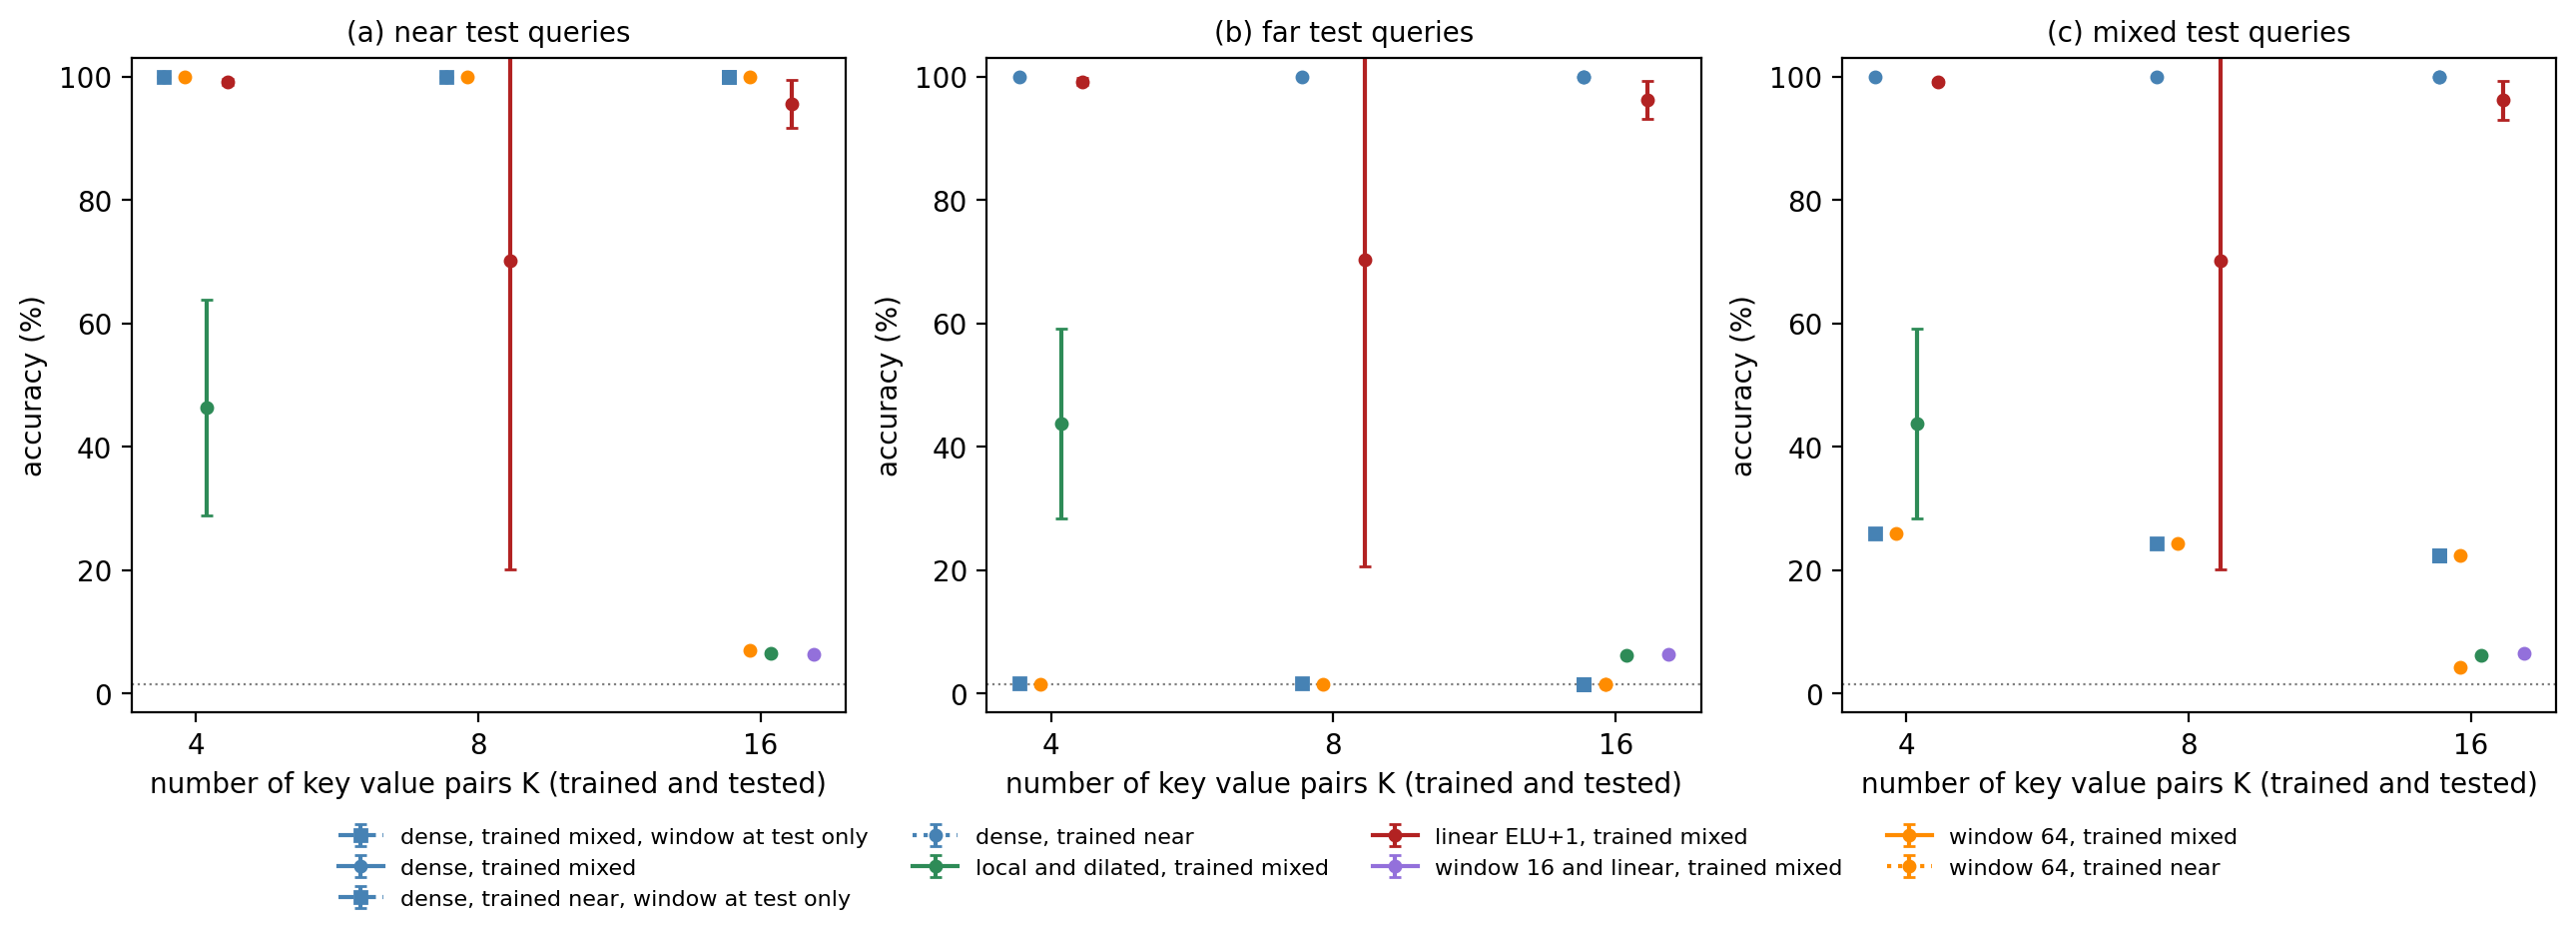 (a) near test queries
(b) far test queries
(c) mixed test queries
100
80
60
40
20
0
accuracy (%)
4
8
16
number of key value pairs K (trained and tested)
100
80
60
40
20
0
accuracy (%)
4
8
16
number of key value pairs K (trained and tested)
100
80
60
40
20
0
accuracy (%)
4
8
16
number of key value pairs K (trained and tested)
dense, trained mixed, window at test only
dense, trained mixed
dense, trained near, window at test only
dense, trained near
local and dilated, trained mixed
linear ELU+1, trained mixed
window 16 and linear, trained mixed
window 64, trained mixed
window 64, trained near